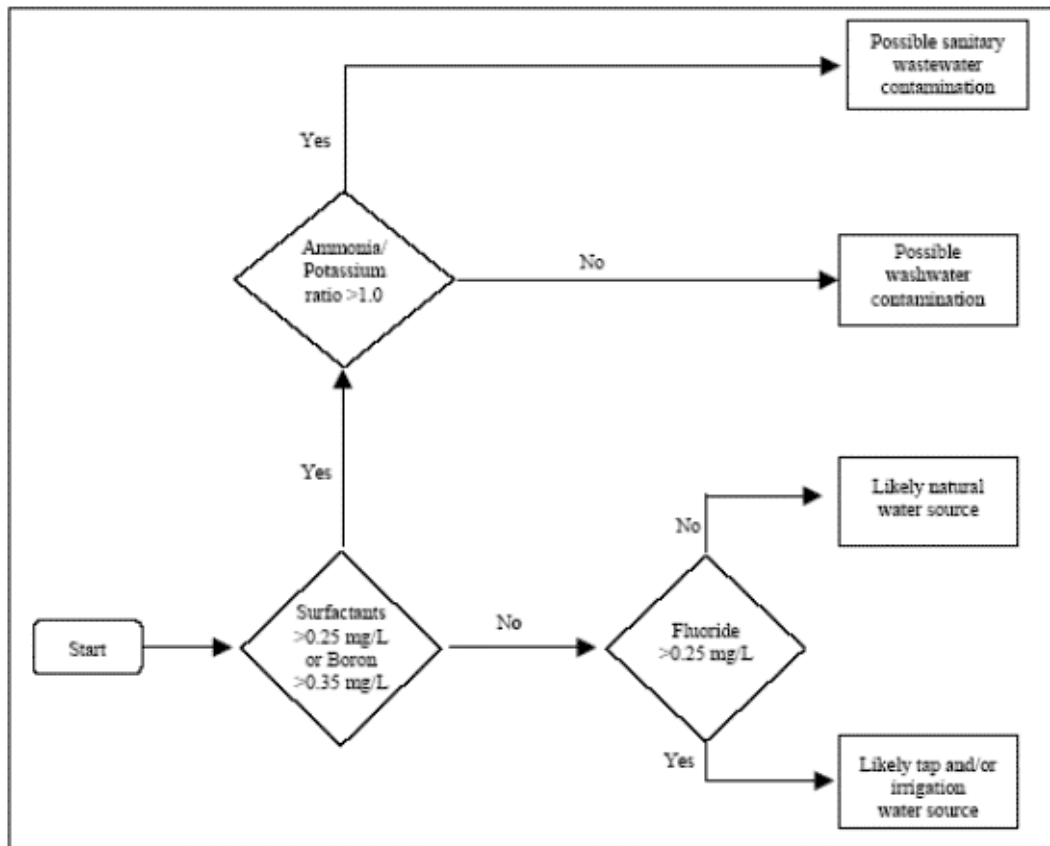 Possible sanitary
wastewater
contamination
Yes
Ammonia/
Potassium
ratio >1.0
No
Possible
washwater
contamination
Yes
Likely natural
water source
No
Start
Surfactants
>0.25 mg/L
or Boron
>0.35 mg/L
No
Fluoride
>0.25 mg/L
Yes
Likely tap and/or
irrigation
water source